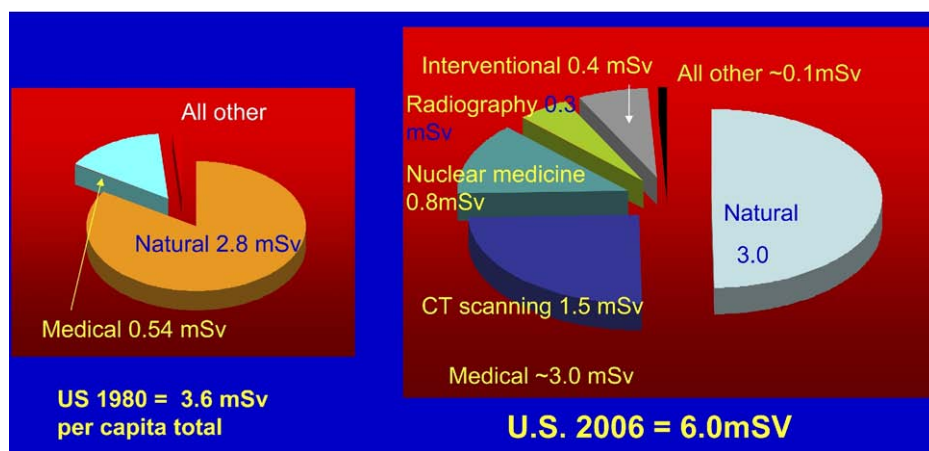 All other
Natural 2.8 mSv
Medical 0.54 mSv
US 1980 = 3.6 mSv
per capita total
Interventional 0.4 mSv
All other ~0.1mSv
Radiography 0.3
mSv
Nuclear medicine
0.8mSv
Natural
3.0
CT scanning 1.5 mSv
Medical ~3.0 mSv
U.S. 2006 = 6.0mSV